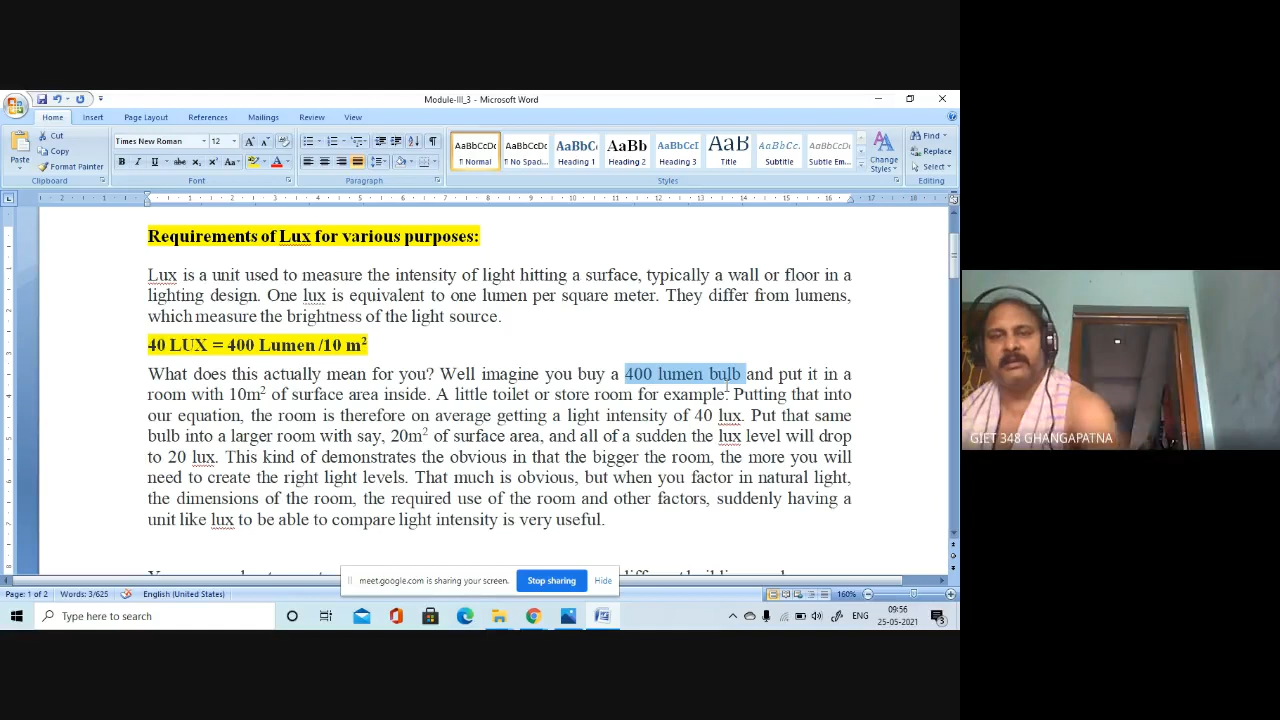 Module-III_3 - Microsoft Word
Home Insert Page Layout References Mailings Review View
Cut
Copy
Format Painter
Paste
Clipboard
Times New Roman 12
Font
Paragraph
AaBbCcDc AaBbCcDc AaBbC AaBbCc AaBbCcI AaB AaBbCc. AaBbCcDc
¶ Normal ¶ No Spaci... Heading 1 Heading 2 Heading 3 Title Subtitle Subtle Em...
Change Styles
Styles
Find
Replace
Select
Editing
Requirements of Lux for various purposes:
Lux is a unit used to measure the intensity of light hitting a surface, typically a wall or floor in a
lighting design. One lux is equivalent to one lumen per square meter. They differ from lumens,
which measure the brightness of the light source.
40 LUX = 400 Lumen /10 m²
What does this actually mean for you? Well imagine you buy a 400 lumen bulb and put it in a
room with 10m² of surface area inside. A little toilet or store room for example. Putting that into
our equation, the room is therefore on average getting a light intensity of 40 lux. Put that same
bulb into a larger room with say, 20m² of surface area, and all of a sudden the lux level will drop
to 20 lux. This kind of demonstrates the obvious in that the bigger the room, the more you will
need to create the right light levels. That much is obvious, but when you factor in natural light,
the dimensions of the room, the required use of the room and other factors, suddenly having a
unit like lux to be able to compare light intensity is very useful.
meet.google.com is sharing your screen. Stop sharing Hide
Page: 1 of 2 Words: 3/625 English (United States) 160%
Type here to search
ENG
09:56
25-05-2021
GIET 348 GHANGAPATNA